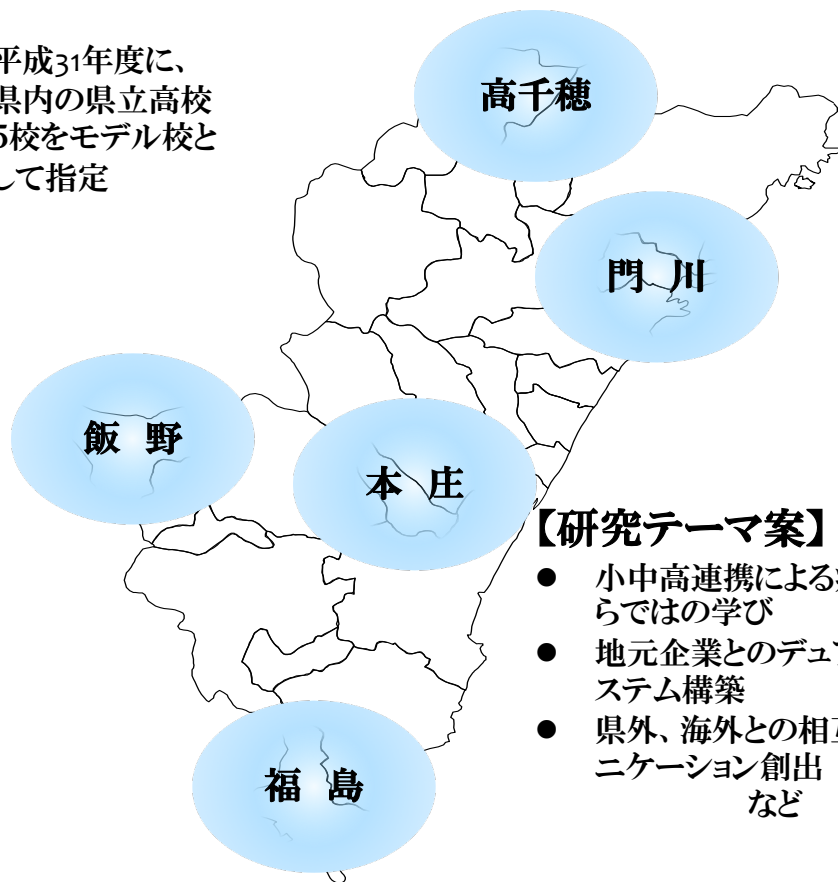 平成31年度に、
県内の県立高校
5校をモデル校と
して指定
高千穂
門 川
飯 野
本 庄
福 島
【研究テーマ案】
● 小中高連携による
らではの学び
● 地元企業とのデュア
ステム構築
● 県外、海外との相互
ニケーション創出
など